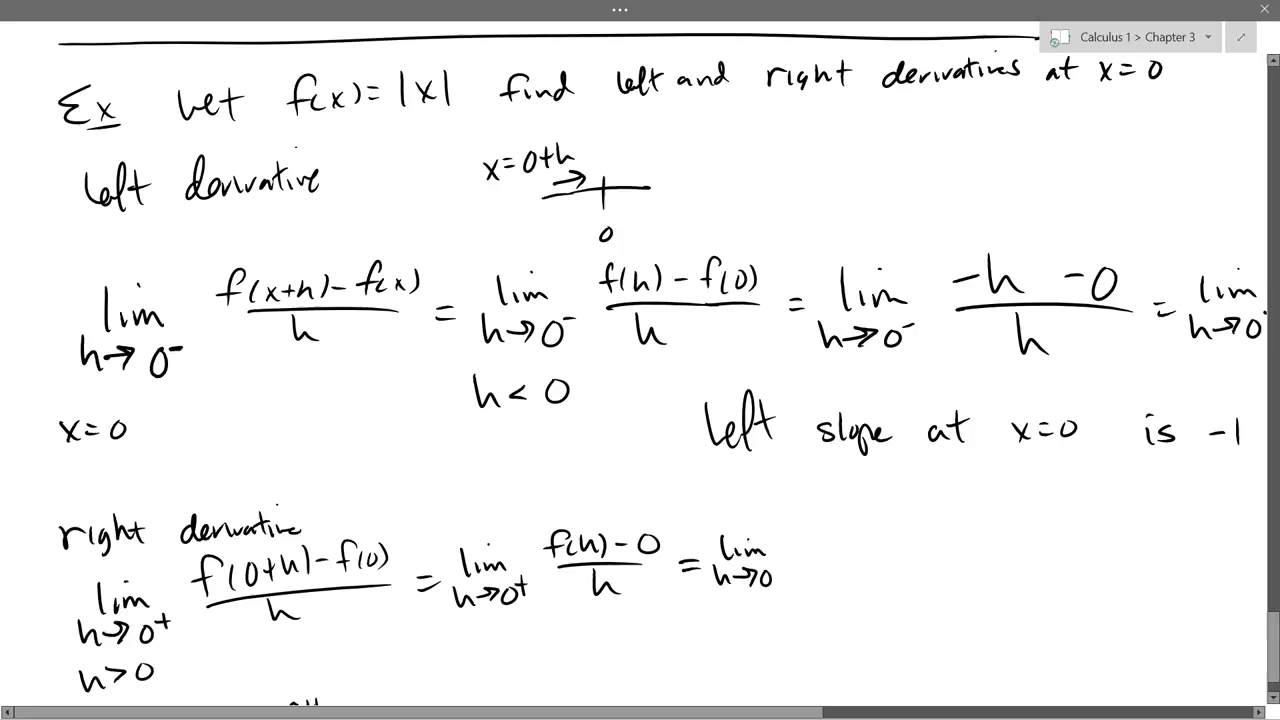 Calculus 1 > Chapter 3
Ex Let f(x) = |x| find left and right derivatives at x = 0
left derivative x = 0+h
0
lim h→0⁻ (f(x+h) − f(x))/h = lim h→0⁻ (f(h) − f(0))/h = lim h→0⁻ (−h − 0)/h = lim h→0
h < 0
x = 0
left slope at x = 0 is −1
right derivative
lim h→0⁺ (f(0+h) − f(0))/h = lim h→0⁺ (f(h) − 0)/h = lim h→0
h > 0